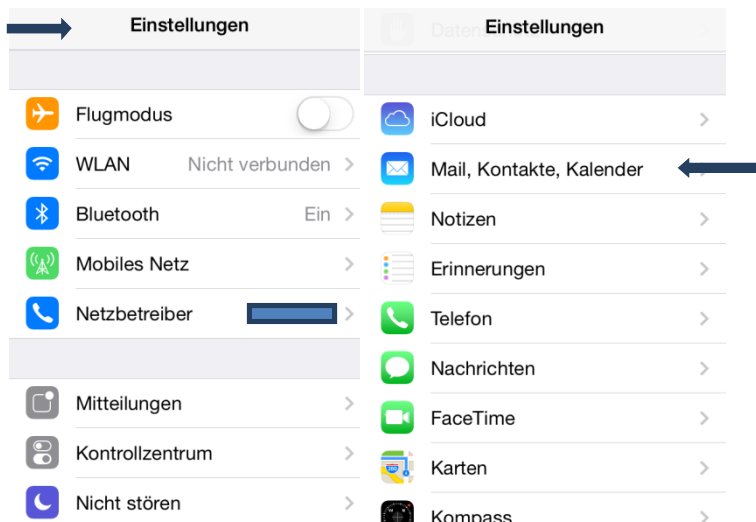 Einstellungen
Flugmodus
WLAN Nicht verbunden
Bluetooth Ein
Mobiles Netz
Netzbetreiber
Mitteilungen
Kontrollzentrum
Nicht stören
Einstellungen
iCloud
Mail, Kontakte, Kalender
Notizen
Erinnerungen
Telefon
Nachrichten
FaceTime
Karten
Kompass